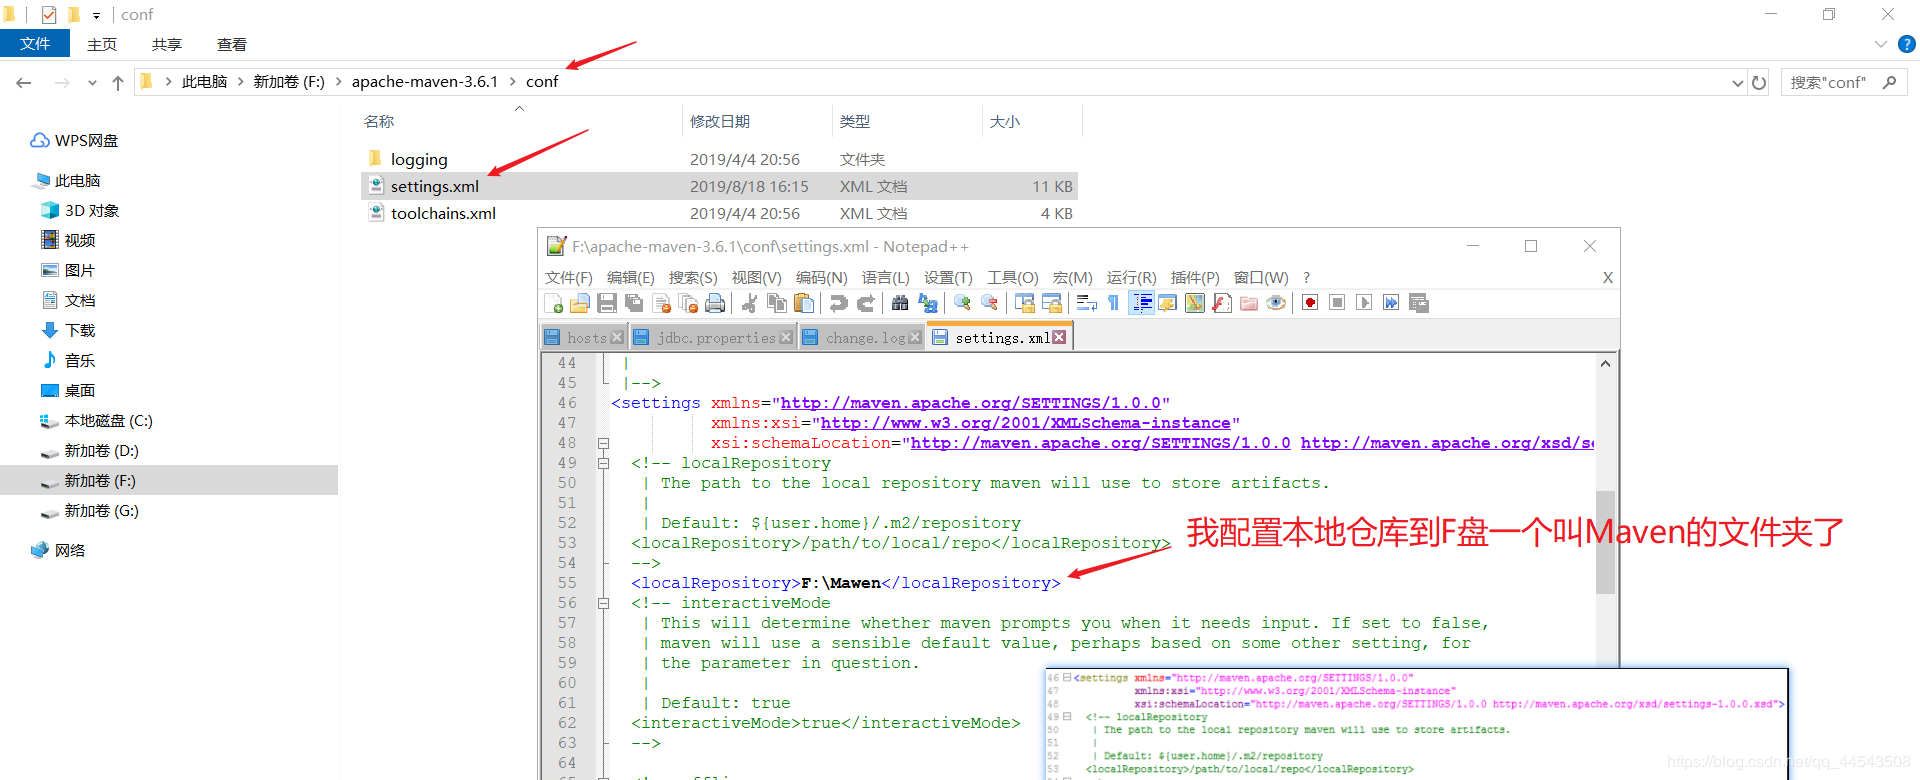 conf
文件 主页 共享 查看
此电脑 新加卷 (F:) apache-maven-3.6.1 conf
搜索"conf"
名称 修改日期 类型 大小
logging 2019/4/4 20:56 文件夹
settings.xml 2019/8/18 16:15 XML 文档 11 KB
toolchains.xml 2019/4/4 20:56 XML 文档 4 KB
WPS网盘
此电脑
3D 对象
视频
图片
文档
下载
音乐
桌面
本地磁盘 (C:)
新加卷 (D:)
新加卷 (F:)
新加卷 (G:)
网络
F:\apache-maven-3.6.1\conf\settings.xml - Notepad++
文件(F) 编辑(E) 搜索(S) 视图(V) 编码(N) 语言(L) 设置(T) 工具(O) 宏(M) 运行(R) 插件(P) 窗口(W) ? X
hosts jdbc.properties change.log settings.xml
44 |
45 |-->
46 <settings xmlns="http://maven.apache.org/SETTINGS/1.0.0"
47 xmlns:xsi="http://www.w3.org/2001/XMLSchema-instance"
48 xsi:schemaLocation="http://maven.apache.org/SETTINGS/1.0.0 http://maven.apache.org/xsd/se
49 <!-- localRepository
50 | The path to the local repository maven will use to store artifacts.
51 |
52 | Default: ${user.home}/.m2/repository
53 <localRepository>/path/to/local/repo</localRepository>
54 -->
55 <localRepository>F:\Mawen</localRepository>
56 <!-- interactiveMode
57 | This will determine whether maven prompts you when it needs input. If set to false,
58 | maven will use a sensible default value, perhaps based on some other setting, for
59 | the parameter in question.
60 |
61 | Default: true
62 <interactiveMode>true</interactiveMode>
63 -->
64
我配置本地仓库到F盘一个叫Maven的文件夹了
46 <settings xmlns="http://maven.apache.org/SETTINGS/1.0.0"
47 xmlns:xsi="http://www.w3.org/2001/XMLSchema-instance"
48 xsi:schemaLocation="http://maven.apache.org/SETTINGS/1.0.0 http://maven.apache.org/xsd/settings-1.0.0.xsd">
49 <!-- localRepository
50 | The path to the local repository maven will use to store artifacts.
51 |
52 | Default: ${user.home}/.m2/repository
53 <localRepository>/path/to/local/repo</localRepository>
https://blog.csdn.net/qq_44543508